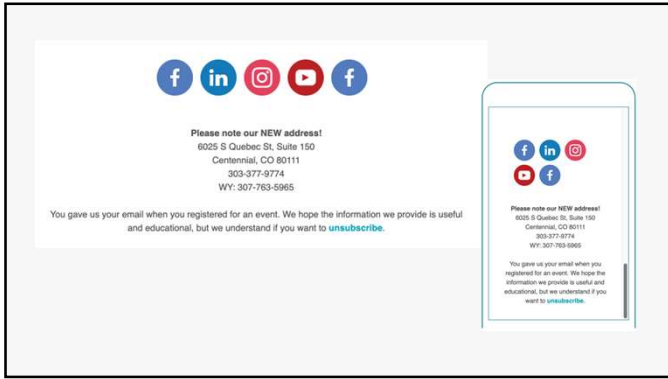 f in f
Please note our NEW address!
6025 S Quebec St, Suite 150
Centennial, CO 80111
303-377-9774
WY: 307-763-5965
You gave us your email when you registered for an event. We hope the information we provide is useful
and educational, but we understand if you want to unsubscribe.
f in
f
Please note our NEW address!
6025 S Quebec St, Suite 150
Centennial, CO 80111
303-377-9774
WY: 307-763-5965
You gave us your email when you
registered for an event. We hope the
information we provide is useful and
educational, but we understand if you
want to unsubscribe.